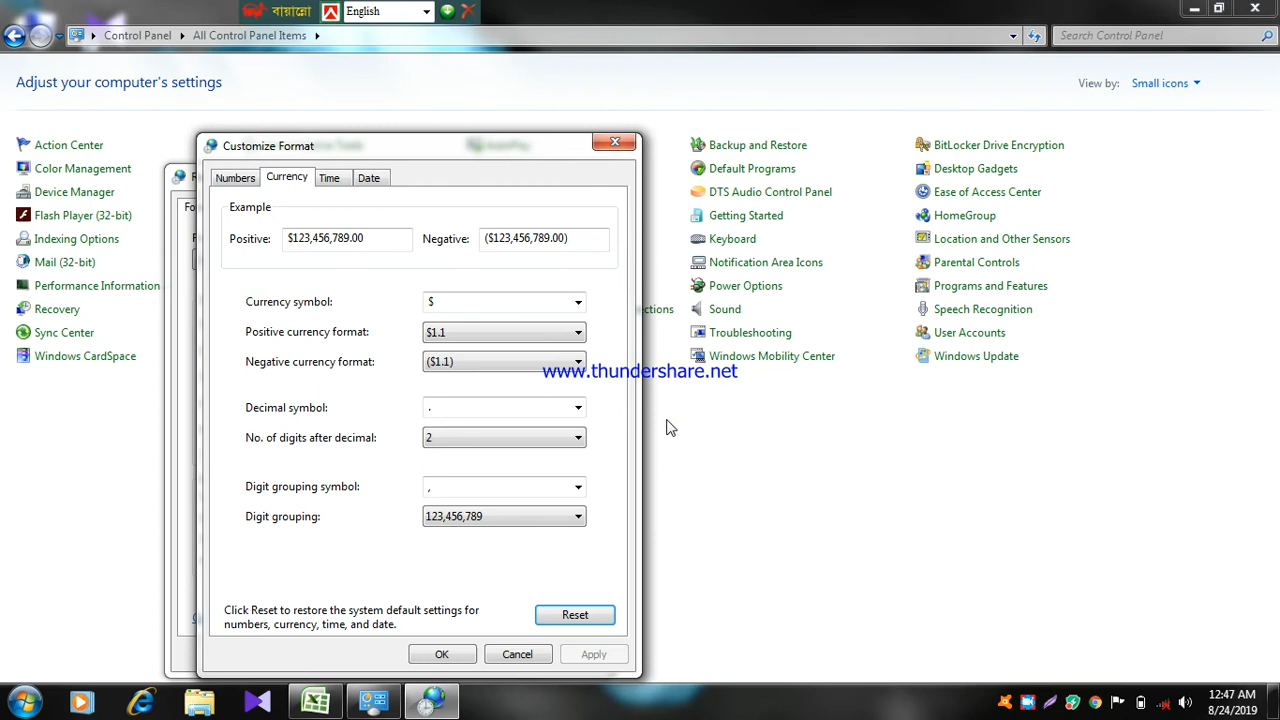 বায়ান্নো English
Control Panel All Control Panel Items Search Control Panel
Adjust your computer's settings
View by: Small icons
Action Center
Color Management
Device Manager
Flash Player (32-bit)
Indexing Options
Mail (32-bit)
Performance Information
Recovery
Sync Center
Windows CardSpace
Customize Format
Numbers Currency Time Date
Example
Positive: $123,456,789.00 Negative: ($123,456,789.00)
Currency symbol: $
Positive currency format: $1.1
Negative currency format: ($1.1)
Decimal symbol: .
No. of digits after decimal: 2
Digit grouping symbol: ,
Digit grouping: 123,456,789
Click Reset to restore the system default settings for
numbers, currency, time, and date.
Reset
OK Cancel Apply
www.thundershare.net
Backup and Restore
Default Programs
DTS Audio Control Panel
Getting Started
Keyboard
Notification Area Icons
Power Options
Sound
Troubleshooting
Windows Mobility Center
BitLocker Drive Encryption
Desktop Gadgets
Ease of Access Center
HomeGroup
Location and Other Sensors
Parental Controls
Programs and Features
Speech Recognition
User Accounts
Windows Update
12:47 AM
8/24/2019